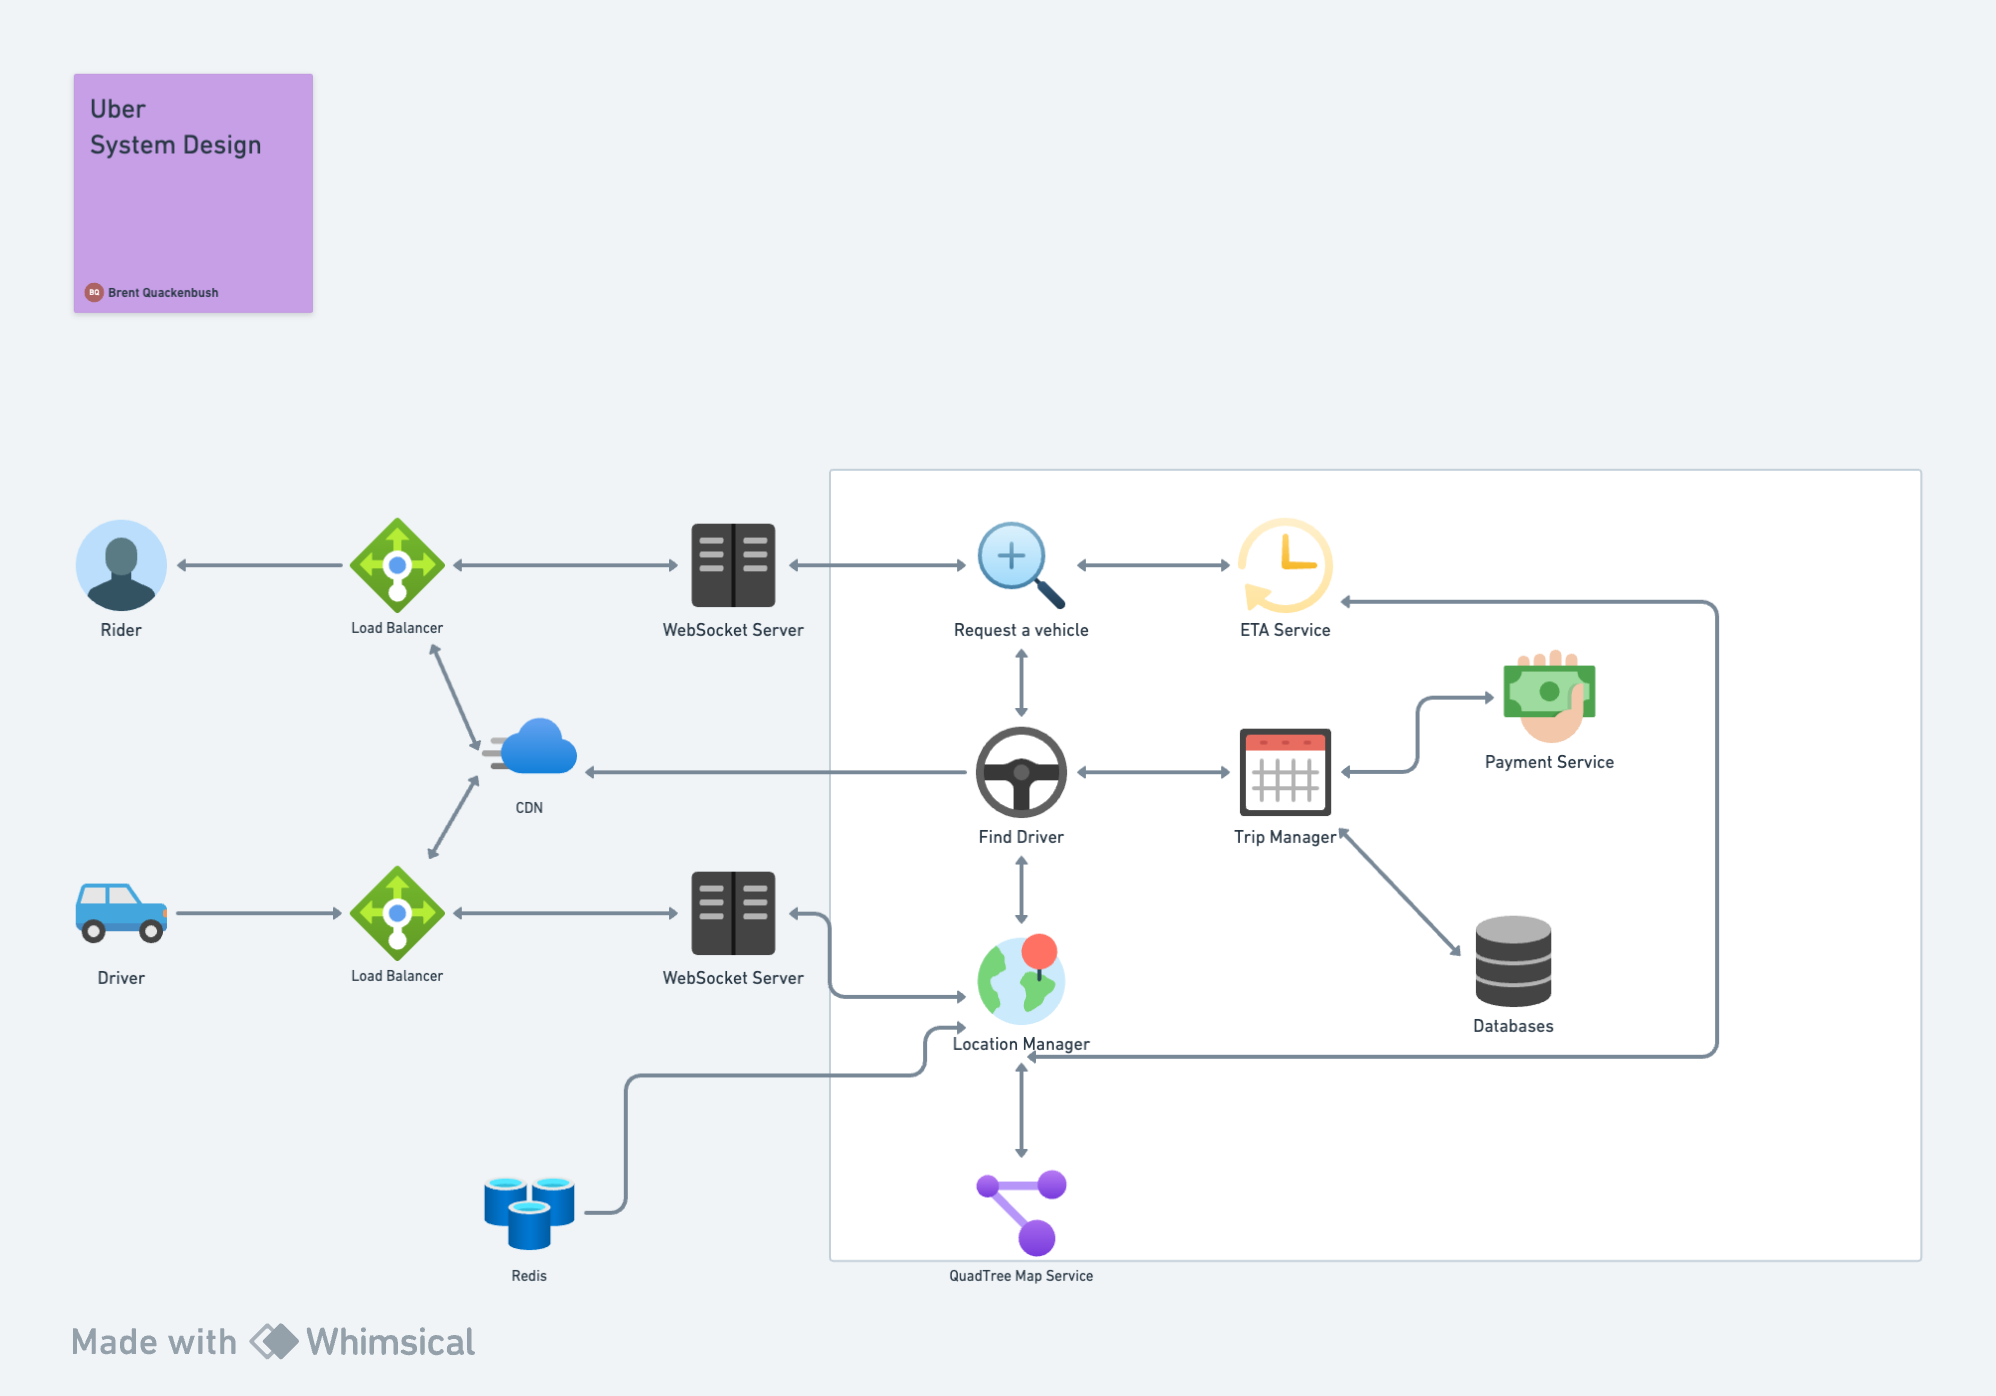 Uber
System Design
BQ Brent Quackenbush
Rider
Load Balancer
WebSocket Server
Request a vehicle
ETA Service
Payment Service
CDN
Find Driver
Trip Manager
Driver
Load Balancer
WebSocket Server
Location Manager
Databases
Redis
QuadTree Map Service
Made with Whimsical